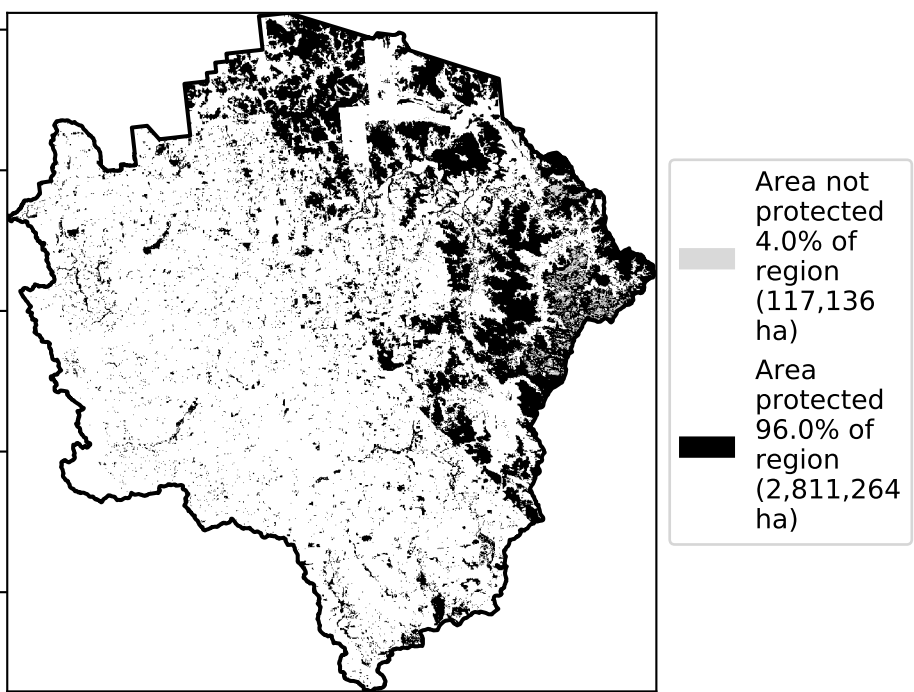 Area not
protected
4.0% of
region
(117,136
ha)
Area
protected
96.0% of
region
(2,811,264
ha)